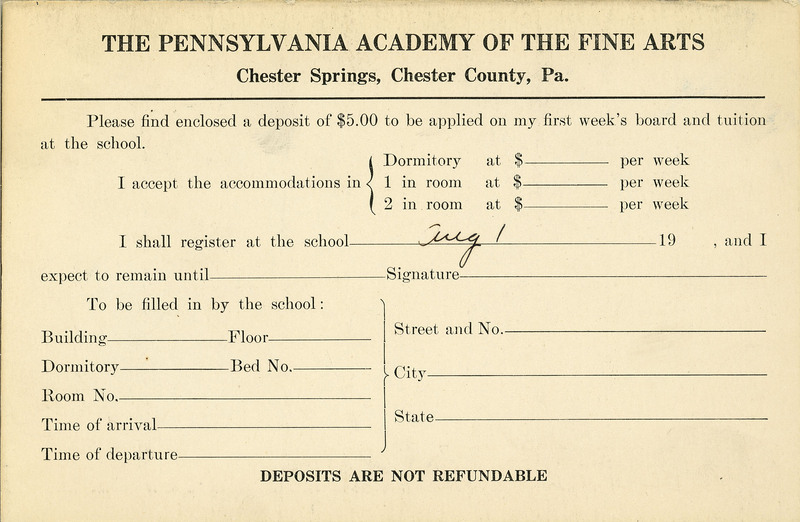 THE PENNSYLVANIA ACADEMY OF THE FINE ARTS
Chester Springs, Chester County, Pa.
Please find enclosed a deposit of $5.00 to be applied on my first week's board and tuition
at the school.
I accept the accommodations in { Dormitory at $ per week
1 in room at $ per week
2 in room at $ per week
I shall register at the school Aug 1 19 , and I
expect to remain until Signature
To be filled in by the school:
Building Floor
Dormitory Bed No.
Room No.
Time of arrival
Time of departure
Street and No.
City
State
DEPOSITS ARE NOT REFUNDABLE